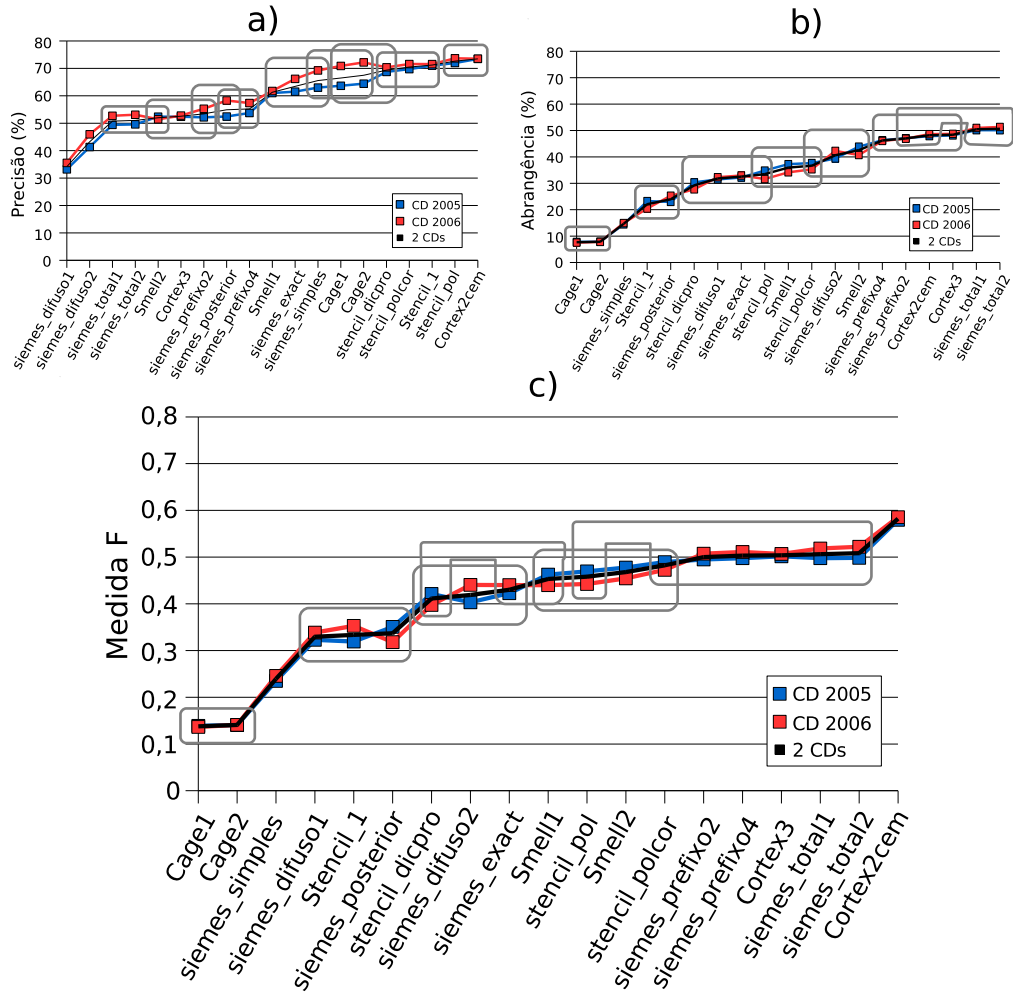 a)
Precisão (%)
80
70
60
50
40
30
20
10
0
CD 2005
CD 2006
2 CDs
siemes_difuso1
siemes_difuso2
siemes_total1
siemes_total2
Smell2
Cortex3
siemes_prefixo2
siemes_posterior
siemes_prefixo4
Smell1
siemes_exact
siemes_simples
Cage1
Cage2
stencil_dicpro
stencil_polcor
Stencil_1
stencil_pol
Cortex2cem
b)
Abrangência (%)
80
70
60
50
40
30
20
10
0
CD 2005
CD 2006
2 CDs
Cage1
Cage2
siemes_simples
Stencil_1
siemes_posterior
stencil_dicpro
siemes_difuso1
siemes_exact
stencil_pol
Smell1
stencil_polcor
siemes_difuso2
Smell2
siemes_prefixo4
siemes_prefixo2
Cortex2cem
Cortex3
siemes_total1
siemes_total2
c)
Medida F
0,8
0,7
0,6
0,5
0,4
0,3
0,2
0,1
0
CD 2005
CD 2006
2 CDs
Cage1
Cage2
siemes_simples
siemes_difuso1
Stencil_1
siemes_posterior
stencil_dicpro
siemes_difuso2
siemes_exact
Smell1
stencil_pol
Smell2
stencil_polcor
siemes_prefixo2
siemes_prefixo4
Cortex3
siemes_total1
siemes_total2
Cortex2cem